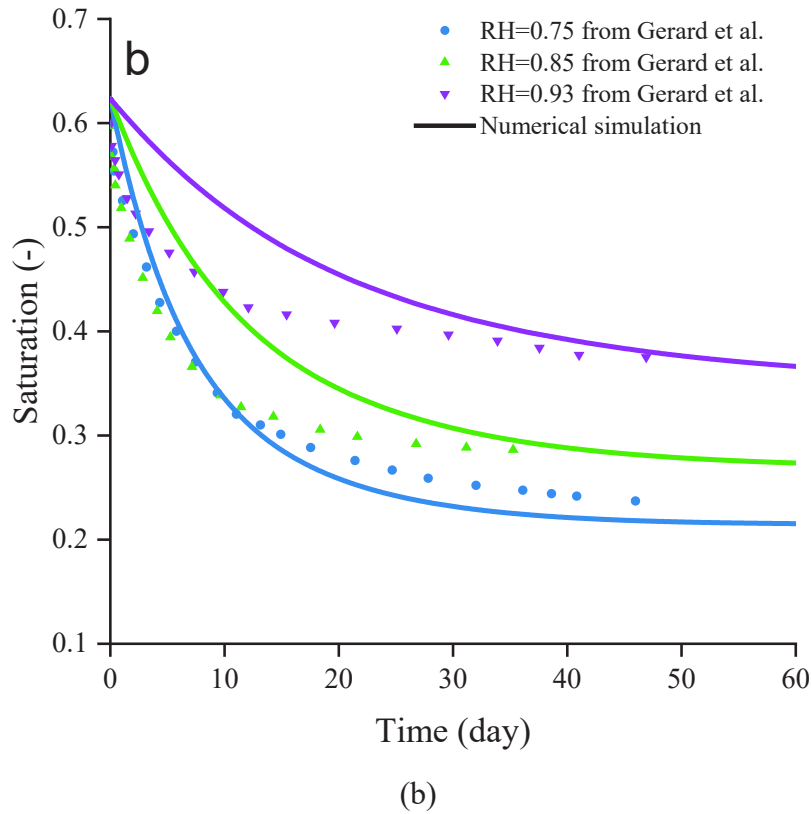 b
RH=0.75 from Gerard et al.
RH=0.85 from Gerard et al.
RH=0.93 from Gerard et al.
Numerical simulation
Saturation (-)
0.7
0.6
0.5
0.4
0.3
0.2
0.1
0 10 20 30 40 50 60
Time (day)
(b)